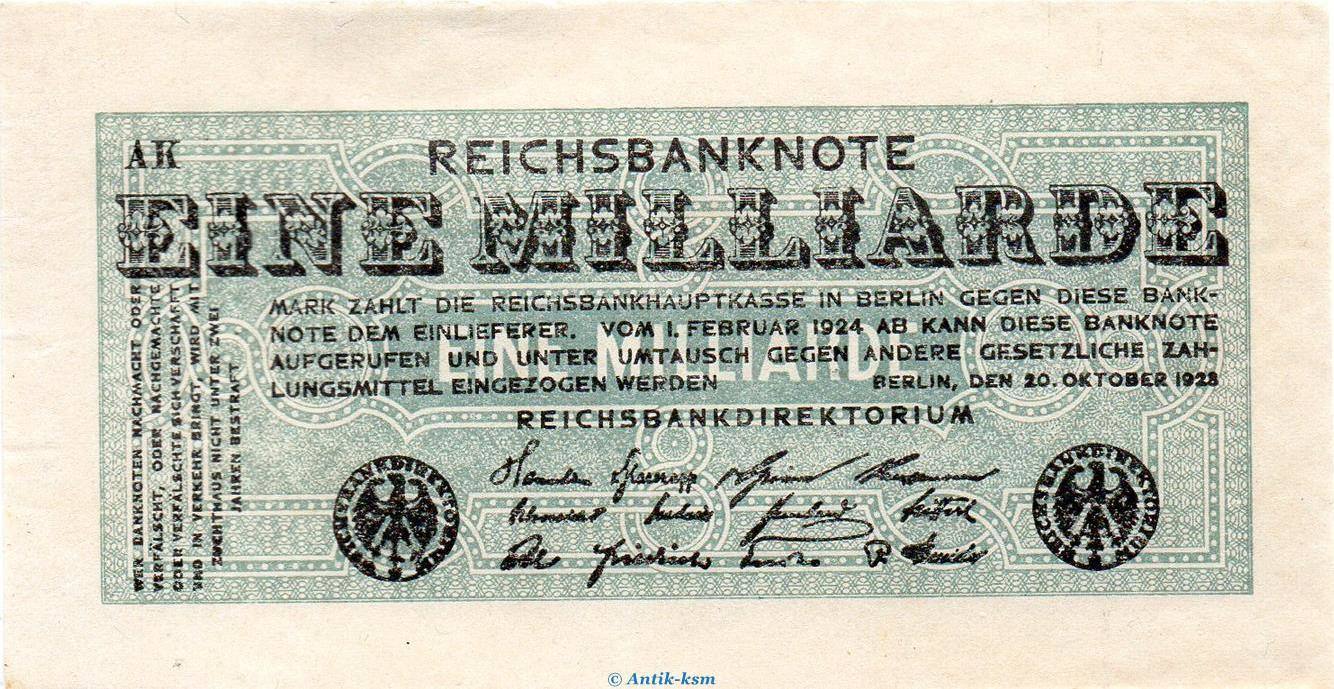 AK
REICHSBANKNOTE
EINE MILLIARDE
MARK ZAHLT DIE REICHSBANKHAUPTKASSE IN BERLIN GEGEN DIESE BANK-
NOTE DEM EINLIEFERER. VOM 1. FEBRUAR 1924 AB KANN DIESE BANKNOTE
AUFGERUFEN UND UNTER UMTAUSCH GEGEN ANDERE GESETZLICHE ZAH-
LUNGSMITTEL EINGEZOGEN WERDEN
BERLIN, DEN 20. OKTOBER 1923
EINE MILLIARDE
REICHSBANKDIREKTORIUM
WER BANKNOTEN NACHMACHT ODER
VERFÄLSCHT, ODER NACHGEMACHTE
ODER VERFÄLSCHTE SICH VERSCHAFFT
UND IN VERKEHR BRINGT, WIRD MIT
ZUCHTHAUS NICHT UNTER ZWEI
JAHREN BESTRAFT
REICHSBANKDIREKTORIUM
REICHSBANKDIREKTORIUM
© Antik-ksm